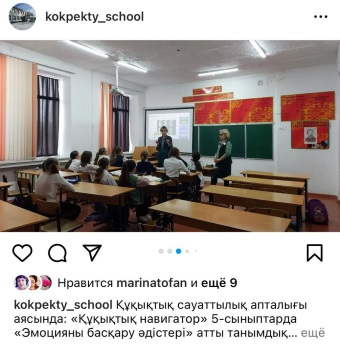 kokpekty_school
Нравится marinatofan и ещё 9
kokpekty_school Құқықтық сауаттылық апталығы
аясында: «Құқықтық навигатор» 5-сыныптарда
«Эмоцияны басқару әдістері» атты танымдық... ещё